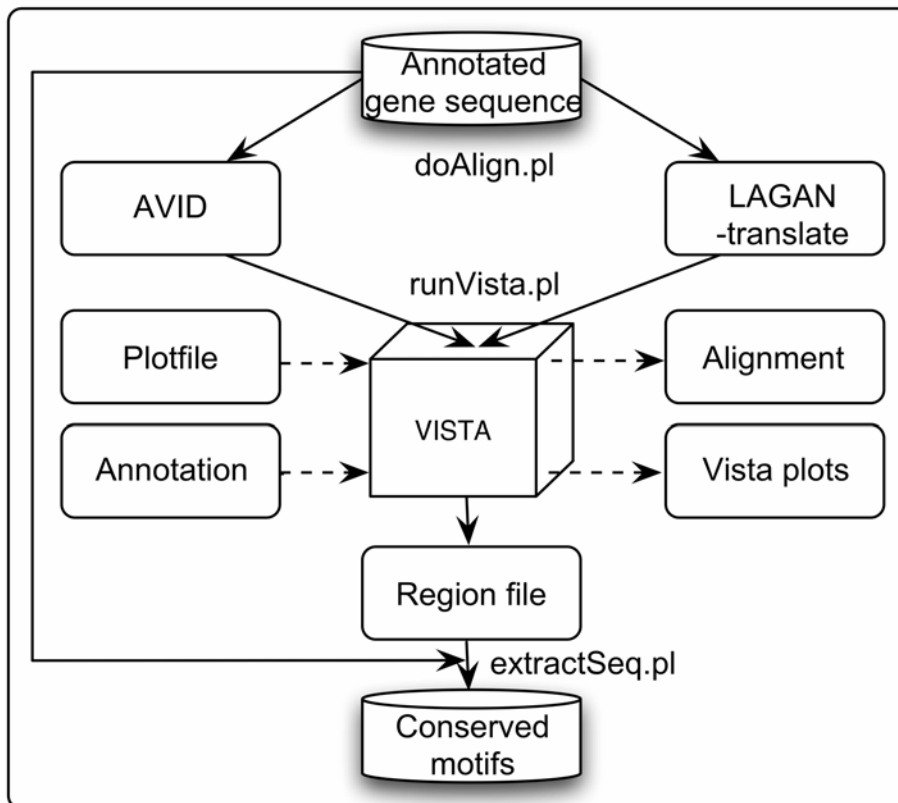 Annotated
gene sequence
doAlign.pl
AVID
LAGAN
-translate
runVista.pl
Plotfile
Alignment
VISTA
Annotation
Vista plots
Region file
extractSeq.pl
Conserved
motifs